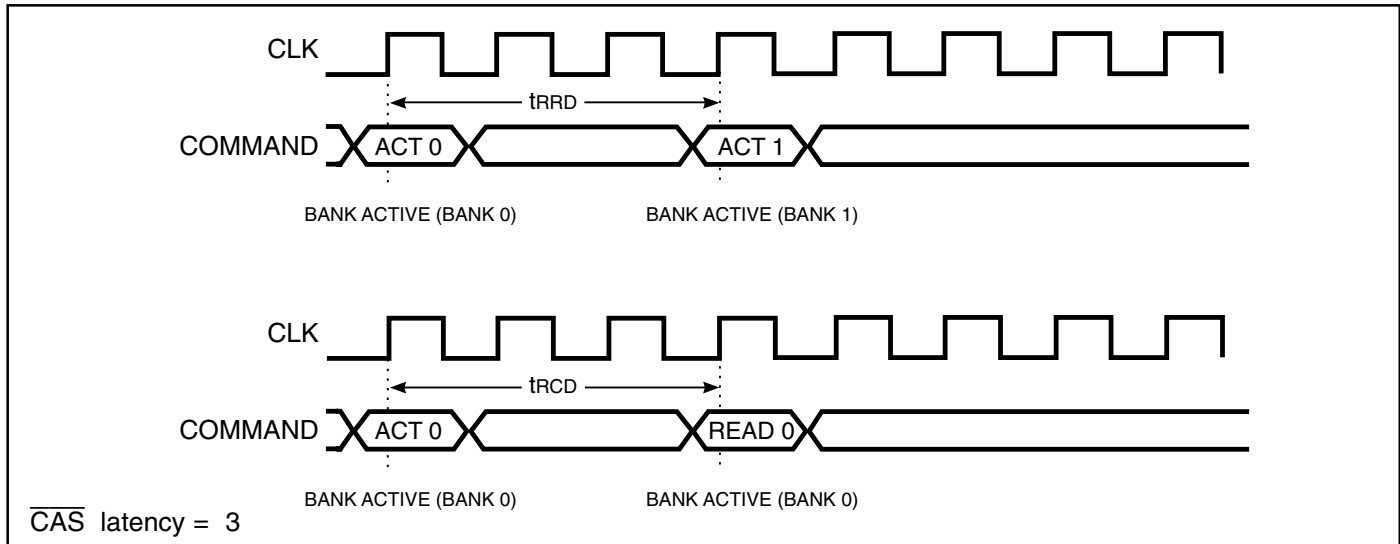 CLK
tRRD
COMMAND ACT 0 ACT 1
BANK ACTIVE (BANK 0) BANK ACTIVE (BANK 1)
CLK
tRCD
COMMAND ACT 0 READ 0
BANK ACTIVE (BANK 0) BANK ACTIVE (BANK 0)
C̅A̅S̅ latency = 3